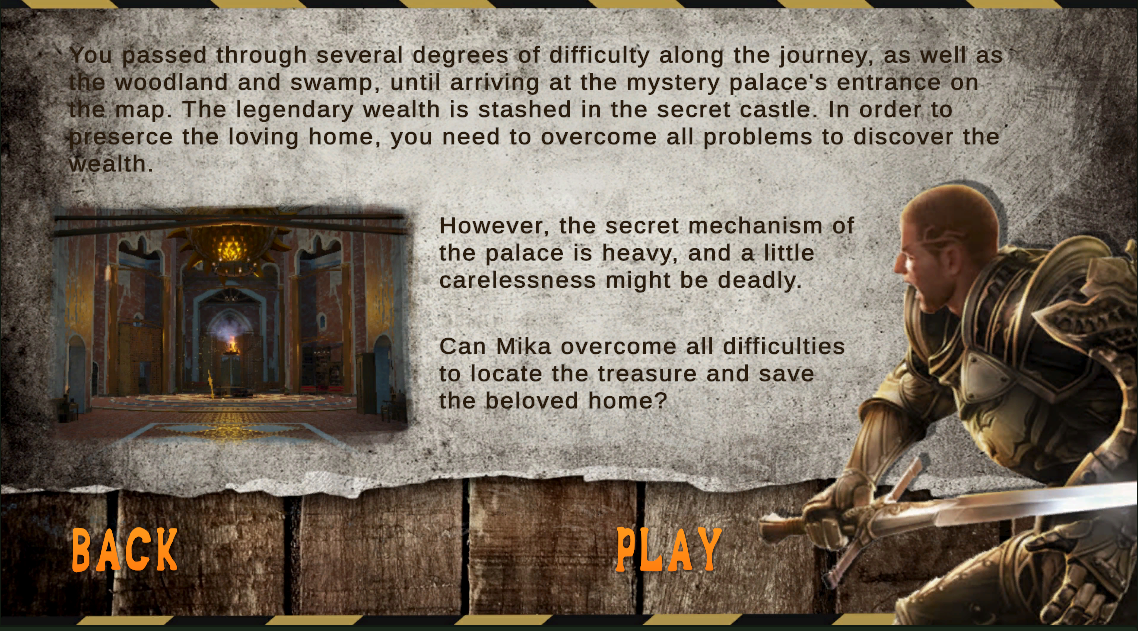 You passed through several degrees of difficulty along the journey, as well as
the woodland and swamp, until arriving at the mystery palace's entrance on
the map. The legendary wealth is stashed in the secret castle. In order to
preserce the loving home, you need to overcome all problems to discover the
wealth.
However, the secret mechanism of
the palace is heavy, and a little
carelessness might be deadly.
Can Mika overcome all difficulties
to locate the treasure and save
the beloved home?
BACK
PLAY